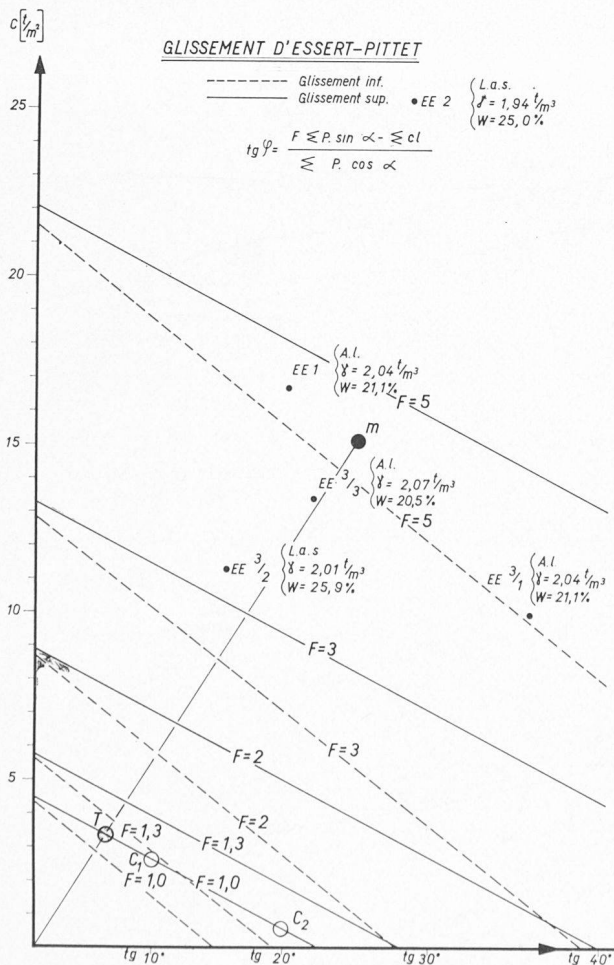 C [t/m³]
GLISSEMENT D'ESSERT-PITTET
Glissement inf.
Glissement sup.
EE 2 { L.a.s. γ = 1,94 t/m³ W = 25,0 %
tg φ = F Σ P. sin α - Σ cl / Σ P. cos α
25
20
EE 1 { A.l. γ = 2,04 t/m³ W = 21,1%
F = 5
m
15
EE 3/3 { A.l. γ = 2,07 t/m³ W = 20,5 %
F = 5
EE 3/2 { L.a.s γ = 2,01 t/m³ W = 25,9 %
EE 3/1 { A.l. γ = 2,04 t/m³ W = 21,1 %
10
F = 3
F = 3
F = 2
5
F = 2
T
F = 1,3
F = 1,3
C₁
F = 1,0
F = 1,0
C₂
0
tg 10°
tg 20°
tg 30°
tg 40°